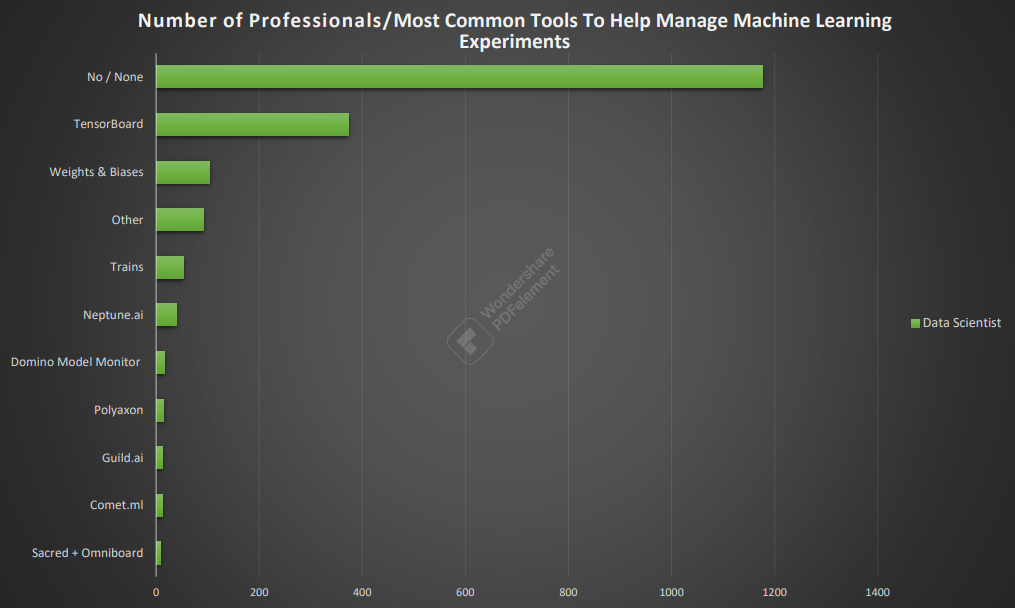 Number of Professionals/Most Common Tools To Help Manage Machine Learning
Experiments
No / None
TensorBoard
Weights & Biases
Other
Trains
Neptune.ai
Domino Model Monitor
Polyaxon
Guild.ai
Comet.ml
Sacred + Omniboard
0 200 400 600 800 1000 1200 1400
Data Scientist
Wondershare
PDFelement